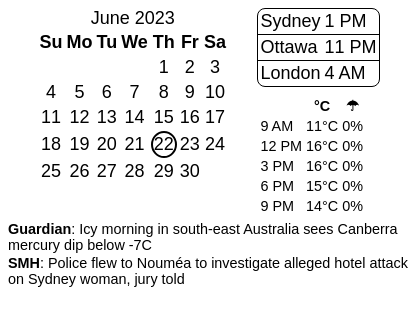 June 2023
Su Mo Tu We Th Fr Sa
1 2 3
4 5 6 7 8 9 10
11 12 13 14 15 16 17
18 19 20 21 22 23 24
25 26 27 28 29 30
Sydney 1 PM
Ottawa 11 PM
London 4 AM
°C ☂
9 AM 11°C 0%
12 PM 16°C 0%
3 PM 16°C 0%
6 PM 15°C 0%
9 PM 14°C 0%
Guardian: Icy morning in south-east Australia sees Canberra
mercury dip below -7C
SMH: Police flew to Nouméa to investigate alleged hotel attack
on Sydney woman, jury told